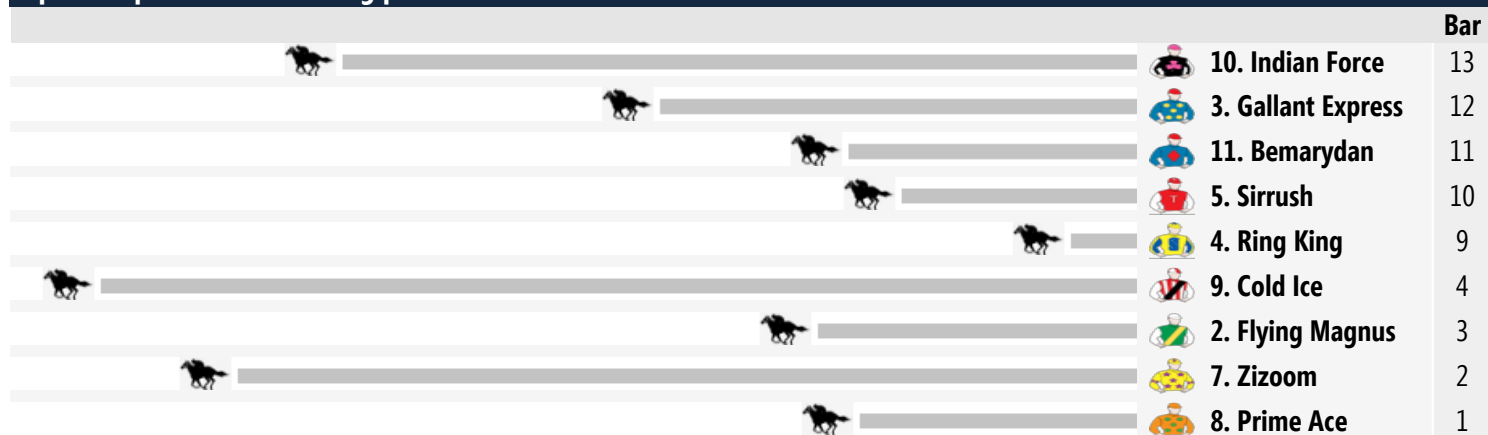 Bar
10. Indian Force 13
3. Gallant Express 12
11. Bemarydan 11
5. Sirrush 10
4. Ring King 9
9. Cold Ice 4
2. Flying Magnus 3
7. Zizoom 2
8. Prime Ace 1